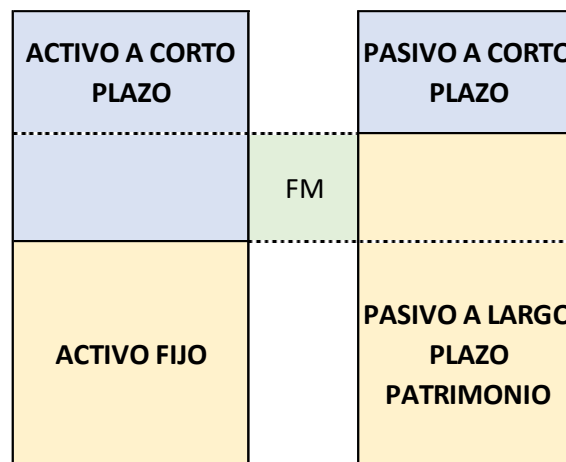 ACTIVO A CORTO
PLAZO
PASIVO A CORTO
PLAZO
FM
ACTIVO FIJO
PASIVO A LARGO
PLAZO
PATRIMONIO